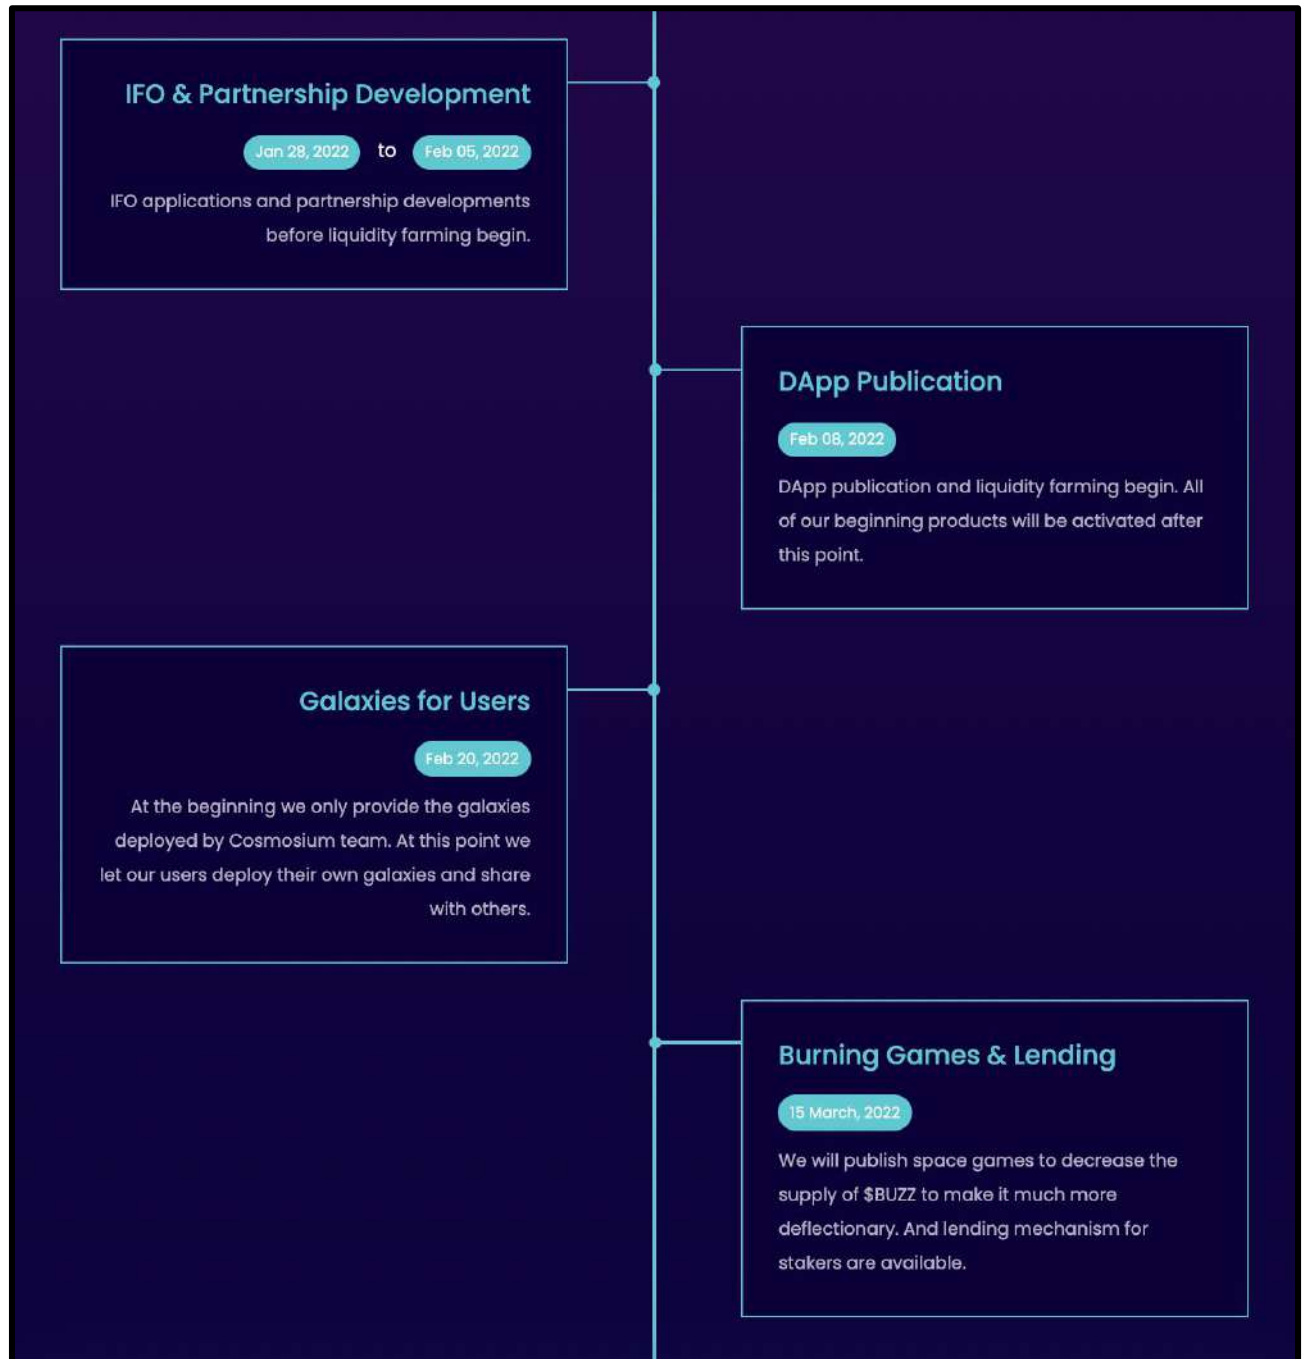 IFO & Partnership Development
Jan 28, 2022 to Feb 05, 2022
IFO applications and partnership developments
before liquidity farming begin.
DApp Publication
Feb 08, 2022
DApp publication and liquidity farming begin. All
of our beginning products will be activated after
this point.
Galaxies for Users
Feb 20, 2022
At the beginning we only provide the galaxies
deployed by Cosmosium team. At this point we
let our users deploy their own galaxies and share
with others.
Burning Games & Lending
15 March, 2022
We will publish space games to decrease the
supply of $BUZZ to make it much more
deflectionary. And lending mechanism for
stakers are available.